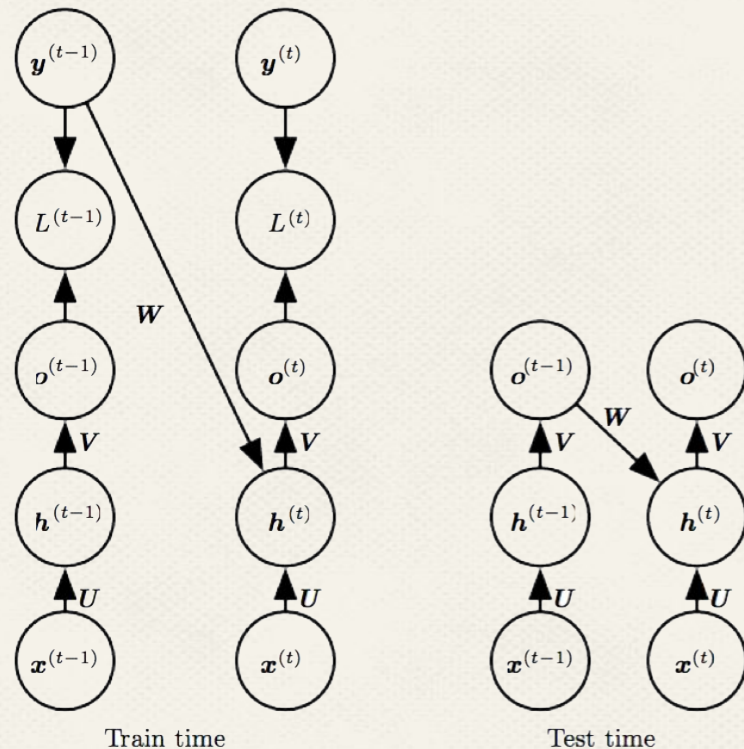 y^(t−1) y^(t)
L^(t−1) L^(t)
W
o^(t−1) o^(t) o^(t−1) o^(t)
W
V V V V
h^(t−1) h^(t) h^(t−1) h^(t)
U U U U
x^(t−1) x^(t) x^(t−1) x^(t)
Train time Test time